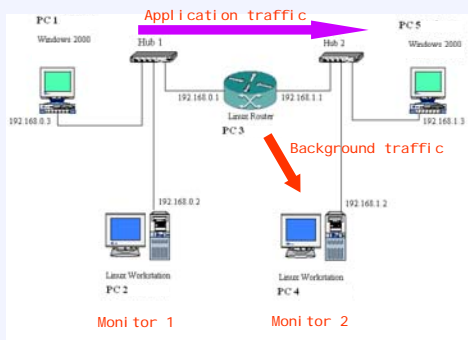 Application traffic
PC 1
PC 5
Windows 2000
Hub 1
Hub 2
Windows 2000
192.168.0.1
192.168.1.1
192.168.0.3
192.168.1.3
Linux Router
PC 3
Background traffic
192.168.0.2
192.168.1.2
Linux Workstation
Linux Workstation
PC 2
PC 4
Monitor 1
Monitor 2